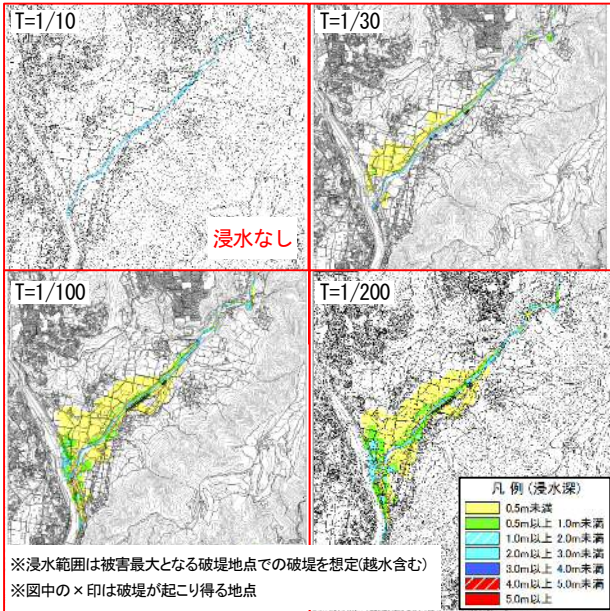 T=1/10
浸水なし
T=1/30
T=1/100
T=1/200
凡 例 (浸水深)
0.5m未満
0.5m以上 1.0m未満
1.0m以上 2.0m未満
2.0m以上 3.0m未満
3.0m以上 4.0m未満
4.0m以上 5.0m未満
5.0m以上
※浸水範囲は被害最大となる破堤地点での破堤を想定(越水含む)
※図中の×印は破堤が起こり得る地点